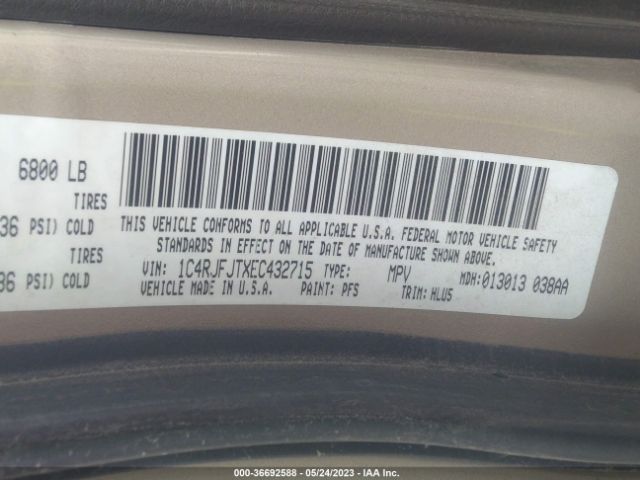 6800 LB
TIRES
36 PSI) COLD
TIRES
36 PSI) COLD
THIS VEHICLE CONFORMS TO ALL APPLICABLE U.S.A. FEDERAL MOTOR VEHICLE SAFETY
STANDARDS IN EFFECT ON THE DATE OF MANUFACTURE SHOWN ABOVE.
VIN: 1C4RJFJTXEC432715 TYPE: MPV MDH:013013 038AA
VEHICLE MADE IN U.S.A. PAINT: PFS TRIM: HLU5
000-36692588 - 05/24/2023 - IAA Inc.